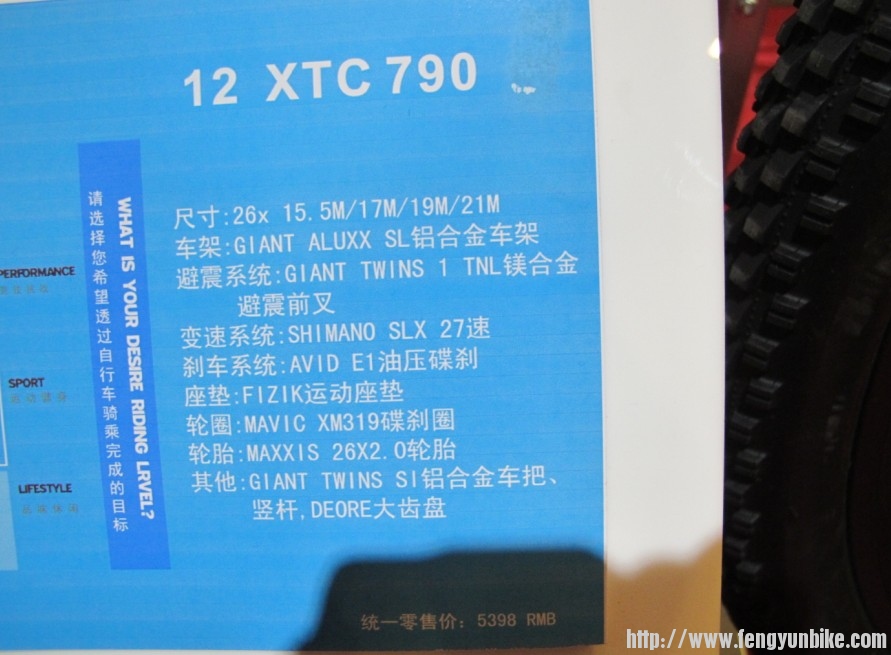 12 XTC 790
尺寸:26x 15.5M/17M/19M/21M
车架:GIANT ALUXX SL铝合金车架
避震系统:GIANT TWINS 1 TNL镁合金
避震前叉
变速系统:SHIMANO SLX 27速
刹车系统:AVID E1油压碟刹
座垫:FIZIK运动座垫
轮圈:MAVIC XM319碟刹圈
轮胎:MAXXIS 26X2.0轮胎
其他:GIANT TWINS SI铝合金车把、
竖杆,DEORE大齿盘
统一零售价: 5398 RMB
WHAT IS YOUR DESIRE RIDING LRVEL?
请选择您希望透过自行车骑乘完成的目标
PERFORMANCE
SPORT
LIFESTYLE
http://www.fengyunbike.com